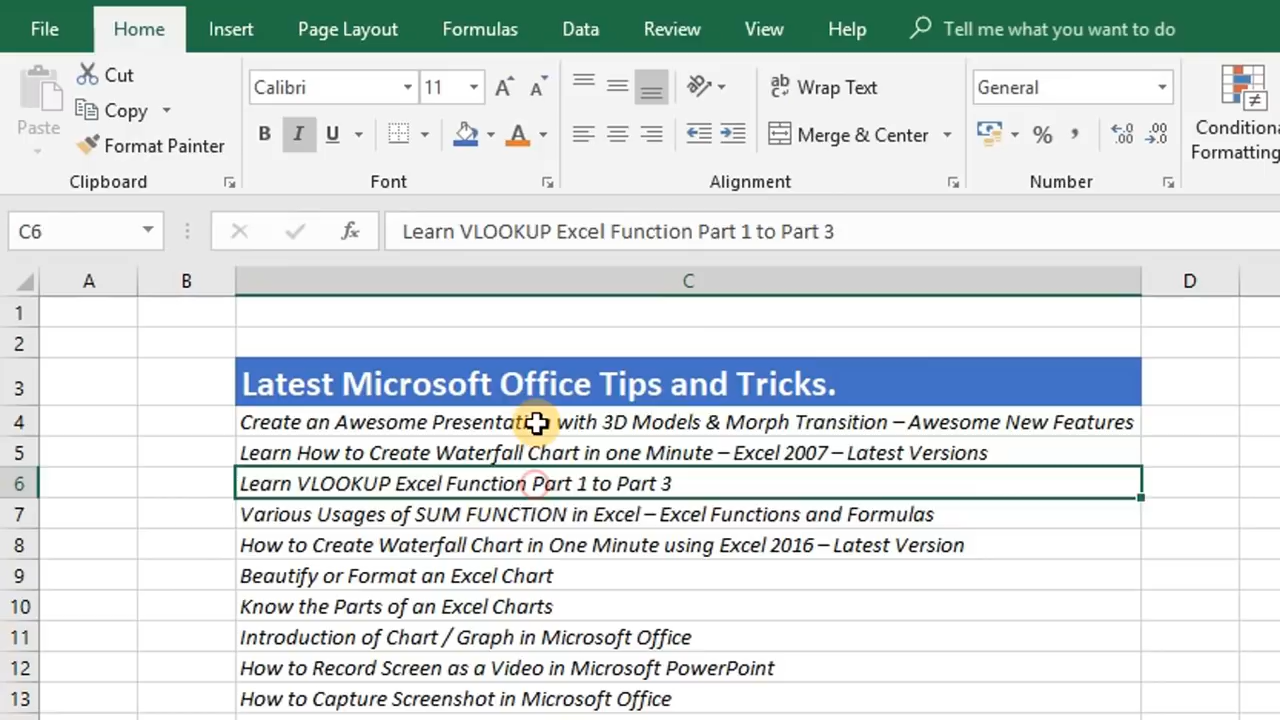 File Home Insert Page Layout Formulas Data Review View Help Tell me what you want to do
Cut
Calibri 11 Wrap Text General
Copy
Paste
B I U A Merge & Center % , Conditiona
Format Painter Formatting
Clipboard Font Alignment Number
C6 fx Learn VLOOKUP Excel Function Part 1 to Part 3
A B C D
1
2
3 Latest Microsoft Office Tips and Tricks.
4 Create an Awesome Presentation with 3D Models & Morph Transition – Awesome New Features
5 Learn How to Create Waterfall Chart in one Minute – Excel 2007 – Latest Versions
6 Learn VLOOKUP Excel Function Part 1 to Part 3
7 Various Usages of SUM FUNCTION in Excel – Excel Functions and Formulas
8 How to Create Waterfall Chart in One Minute using Excel 2016 – Latest Version
9 Beautify or Format an Excel Chart
10 Know the Parts of an Excel Charts
11 Introduction of Chart / Graph in Microsoft Office
12 How to Record Screen as a Video in Microsoft PowerPoint
13 How to Capture Screenshot in Microsoft Office